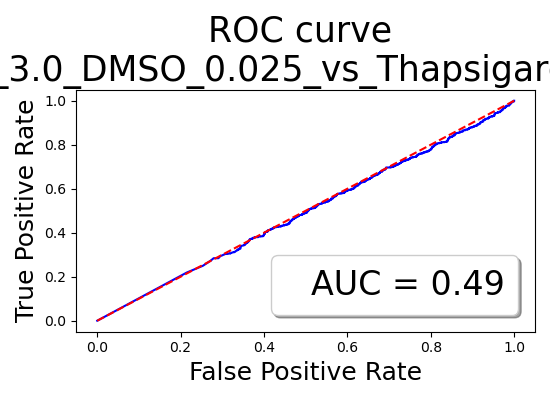 ROC curve
_3.0_DMSO_0.025_vs_Thapsigar
1.0
0.8
0.6
0.4
0.2
0.0
True Positive Rate
AUC = 0.49
0.0 0.2 0.4 0.6 0.8 1.0
False Positive Rate